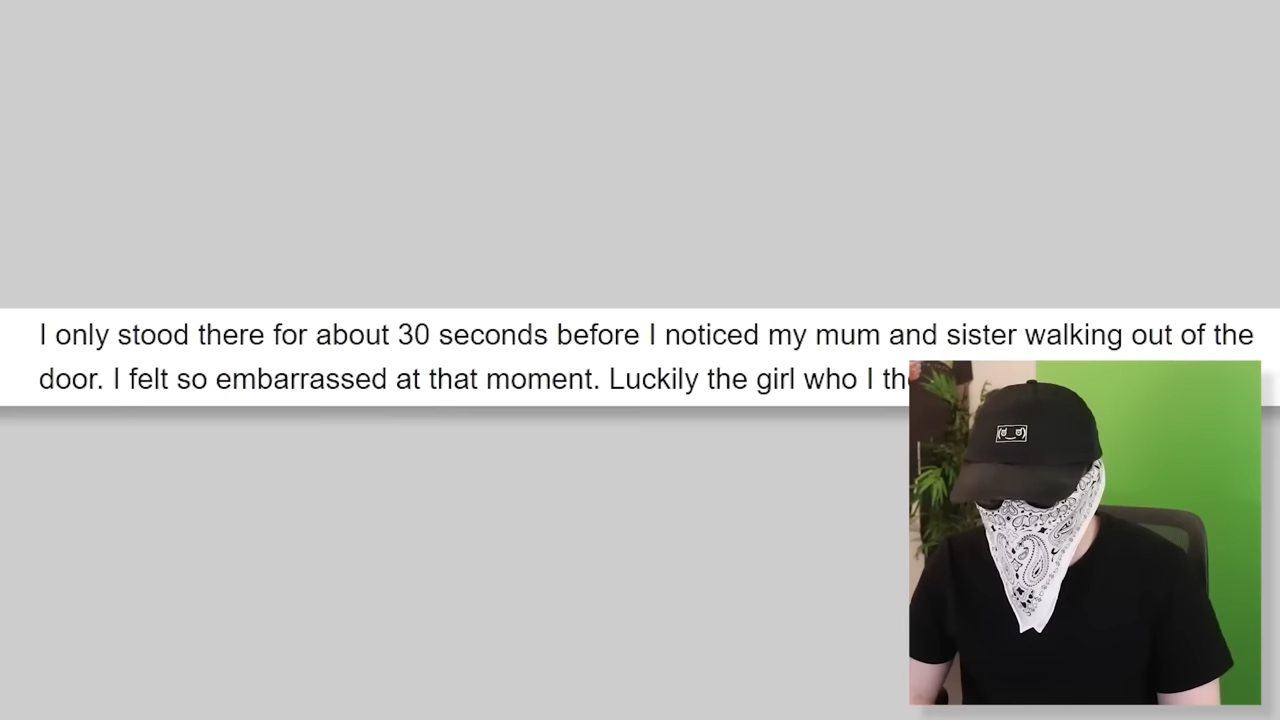 I only stood there for about 30 seconds before I noticed my mum and sister walking out of the
door. I felt so embarrassed at that moment. Luckily the girl who I